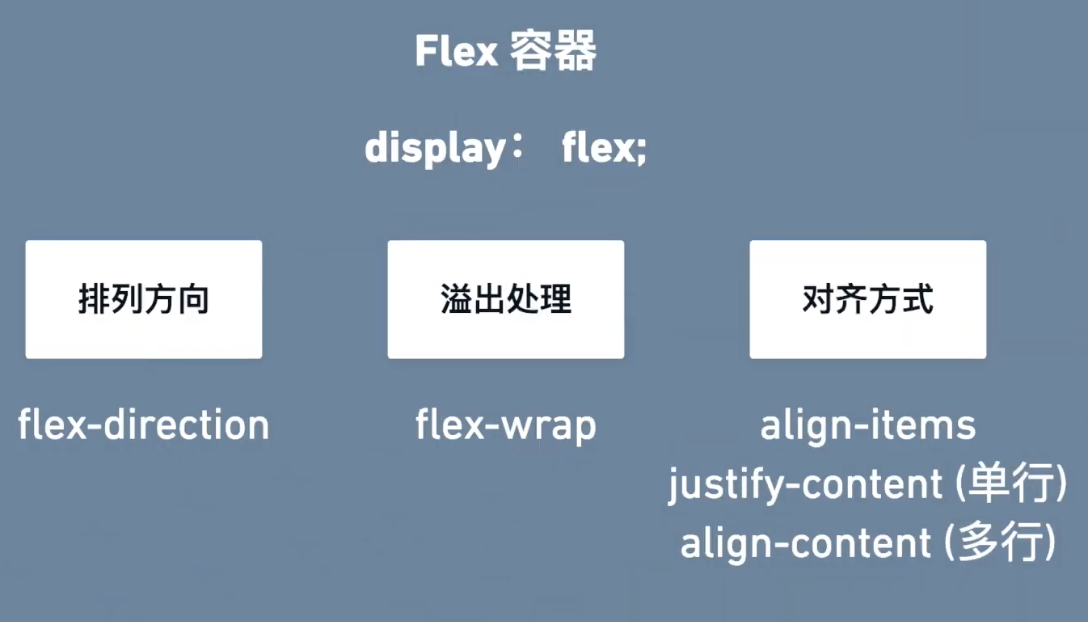 Flex 容器
display： flex;
排列方向
溢出处理
对齐方式
flex-direction
flex-wrap
align-items
justify-content (单行)
align-content (多行)